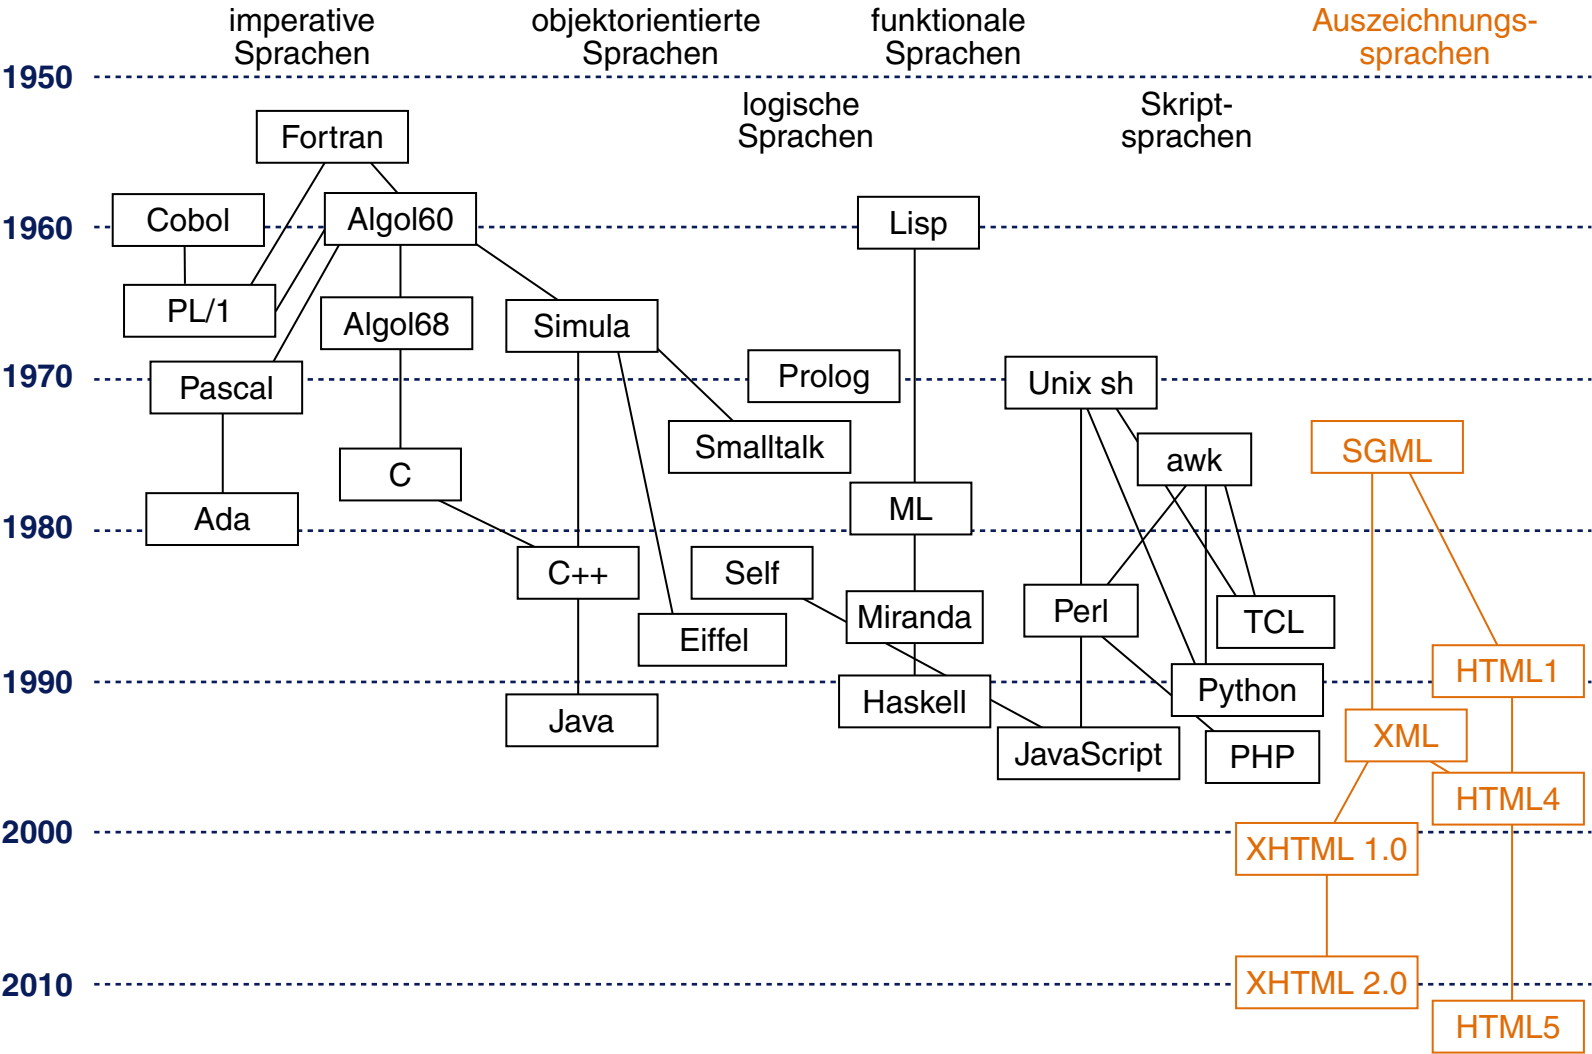 imperative
Sprachen
objektorientierte
Sprachen
funktionale
Sprachen
Auszeichnungs-
sprachen
1950
logische
Sprachen
Skript-
sprachen
Fortran
Cobol
Algol60
Lisp
1960
PL/1
Algol68
Simula
1970
Pascal
Prolog
Unix sh
Smalltalk
awk
SGML
C
ML
Ada
1980
C++
Self
Miranda
Perl
TCL
Eiffel
HTML1
1990
Haskell
Python
Java
XML
JavaScript
PHP
HTML4
2000
XHTML 1.0
2010
XHTML 2.0
HTML5